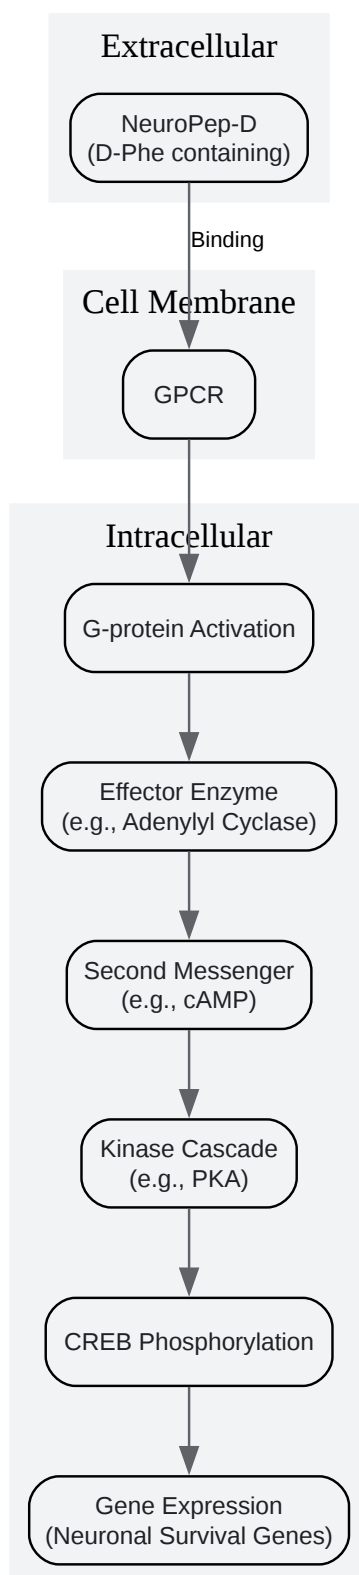 Extracellular
NeuroPep-D
(D-Phe containing)
Binding
Cell Membrane
GPCR
Intracellular
G-protein Activation
Effector Enzyme
(e.g., Adenylyl Cyclase)
Second Messenger
(e.g., cAMP)
Kinase Cascade
(e.g., PKA)
CREB Phosphorylation
Gene Expression
(Neuronal Survival Genes)